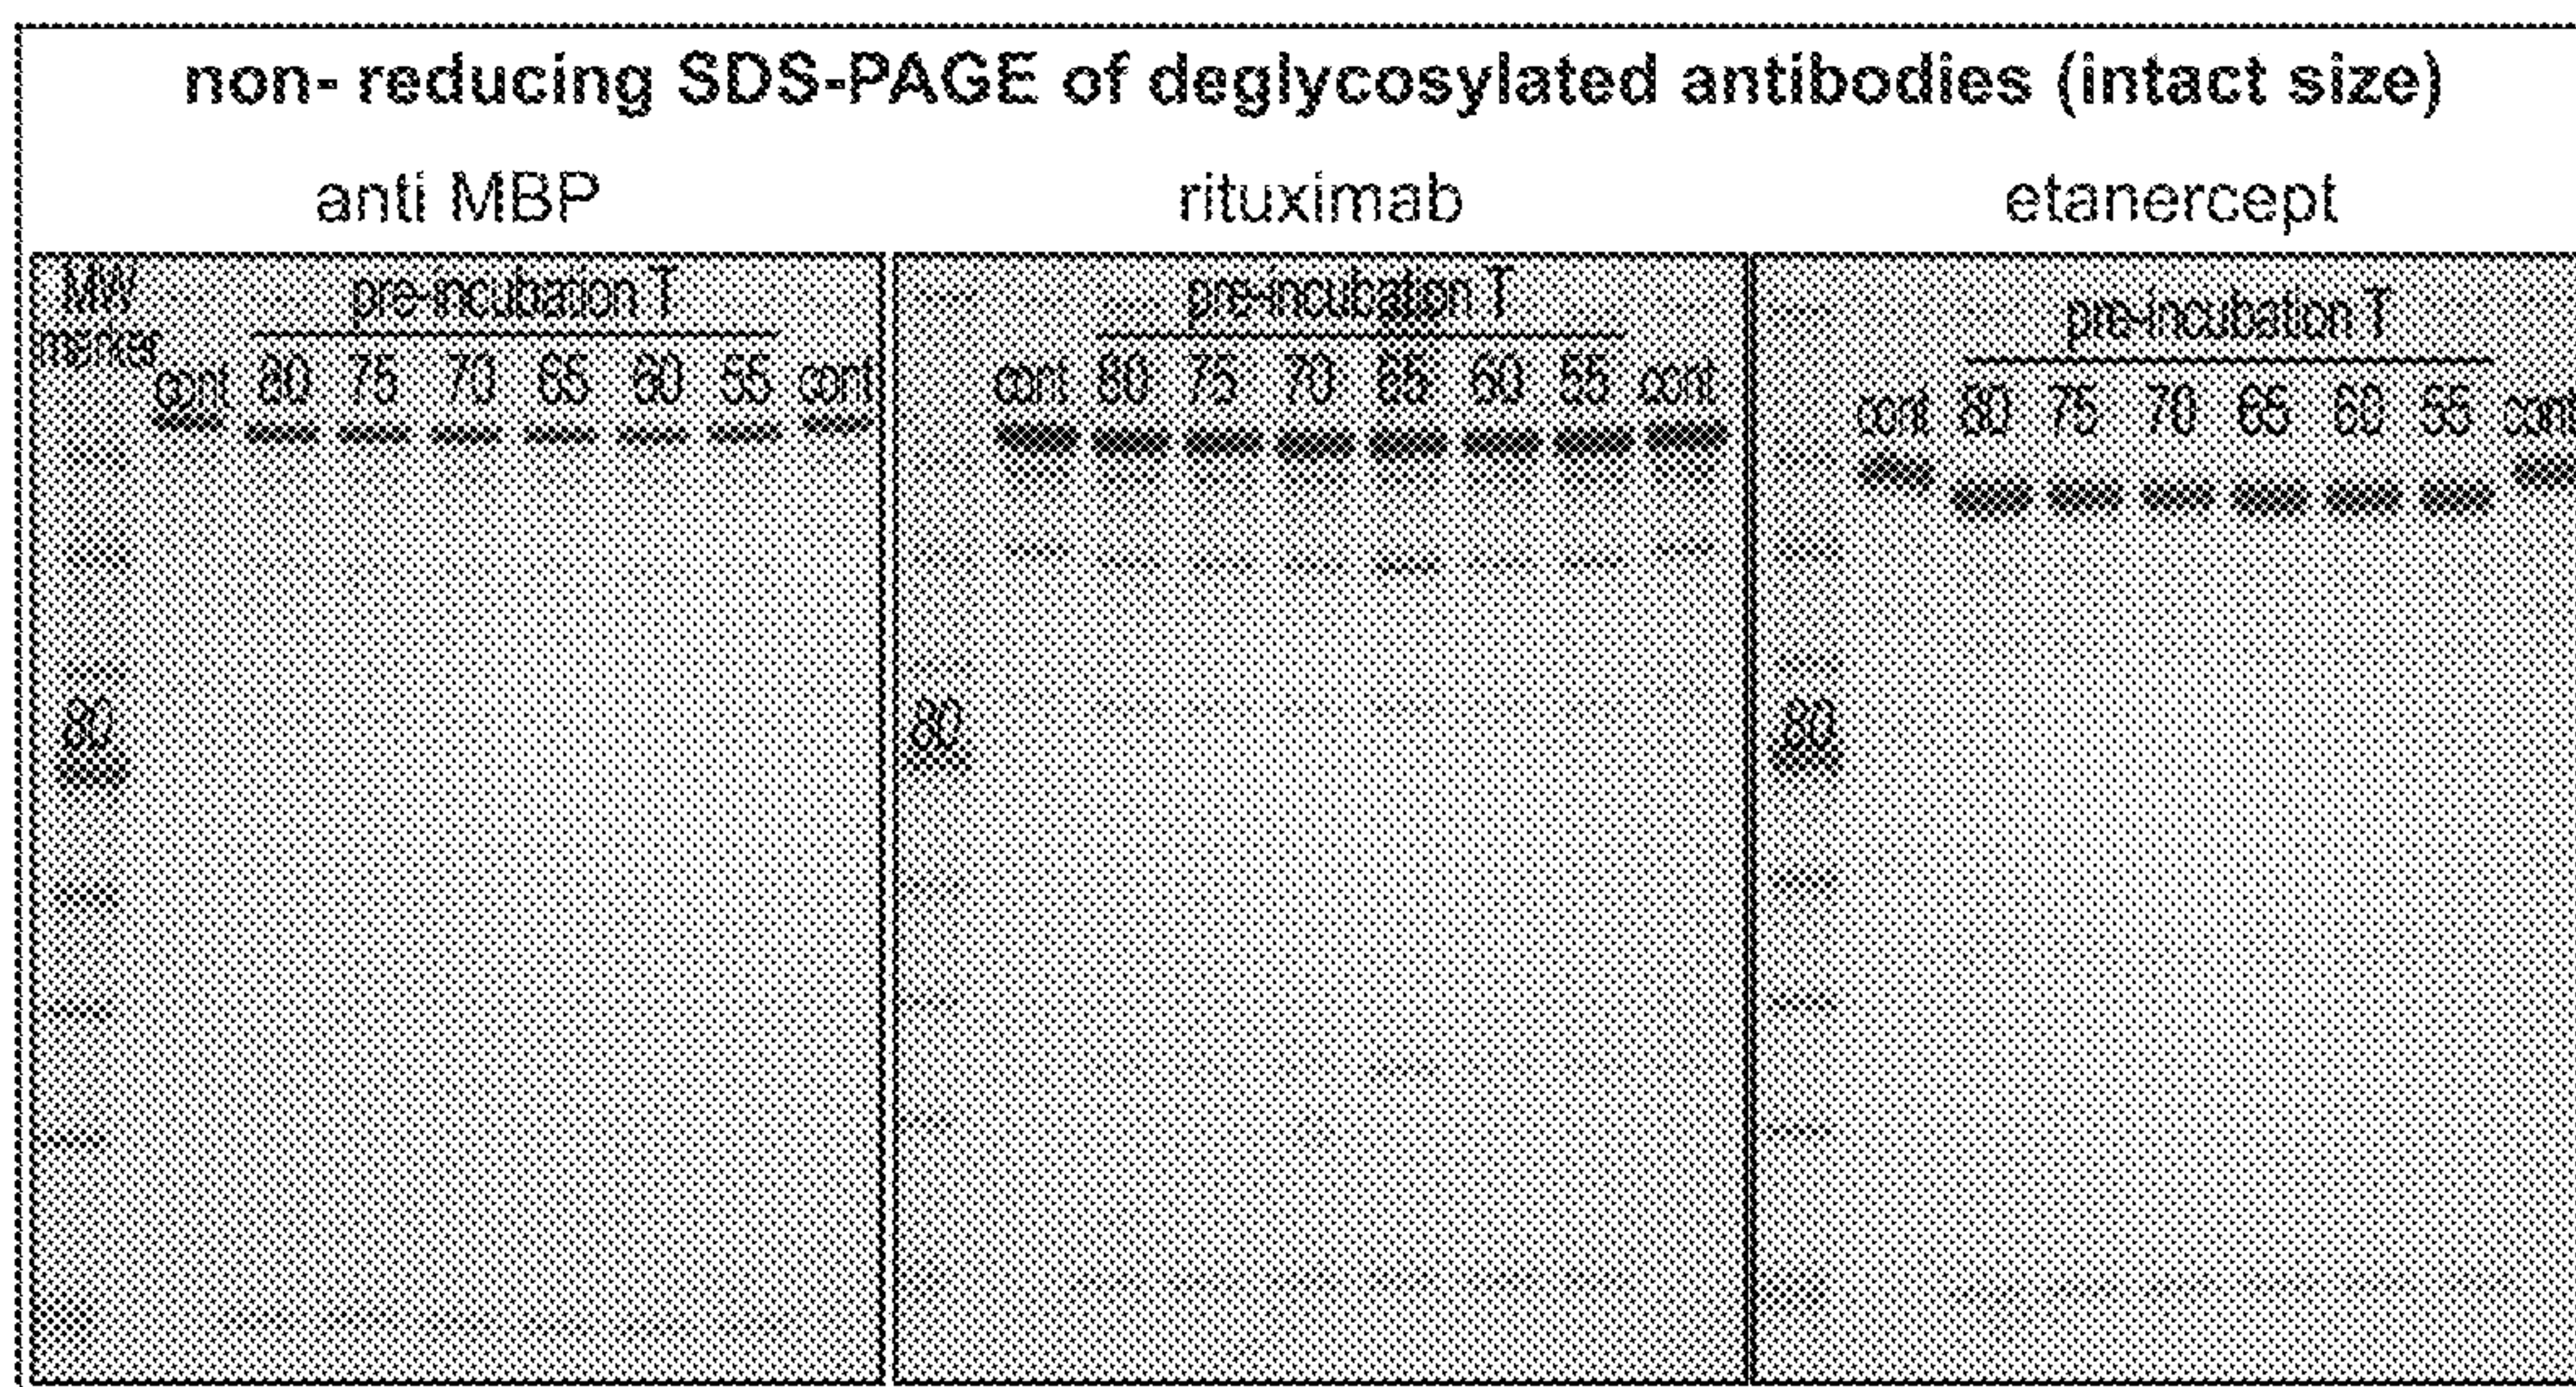 non- reducing SDS-PAGE of deglycosylated antibodies (intact size)
anti MBP
rituximab
etanercept
MW
marker
pre-incubation T
cont 80 75 70 65 60 55 cont
80
pre-incubation T
cont 80 75 70 65 60 55 cont
80
pre-incubation T
cont 80 75 70 65 60 55 cont
80